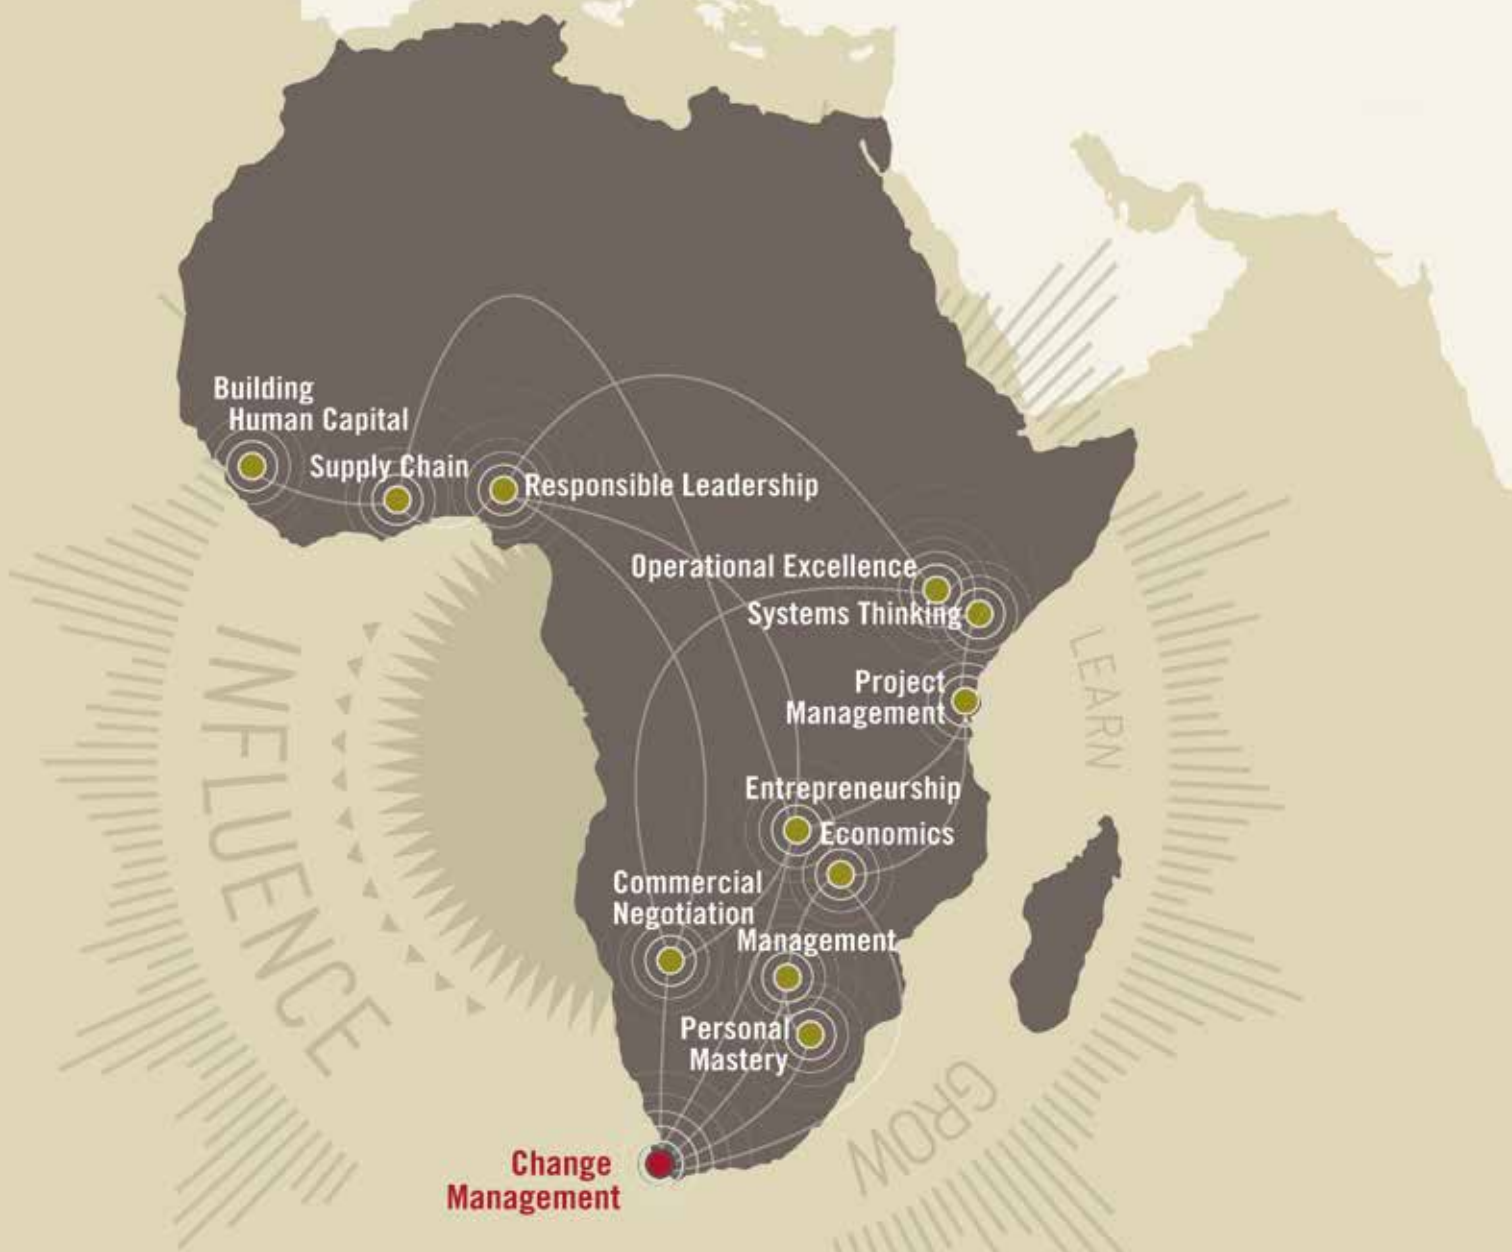 Building
Human Capital
Supply Chain
Responsible Leadership
Operational Excellence
Systems Thinking
Project
Management
Entrepreneurship
Economics
Commercial
Negotiation
Management
Personal
Mastery
Change
Management
INFLUENCE
LEARN
GROW